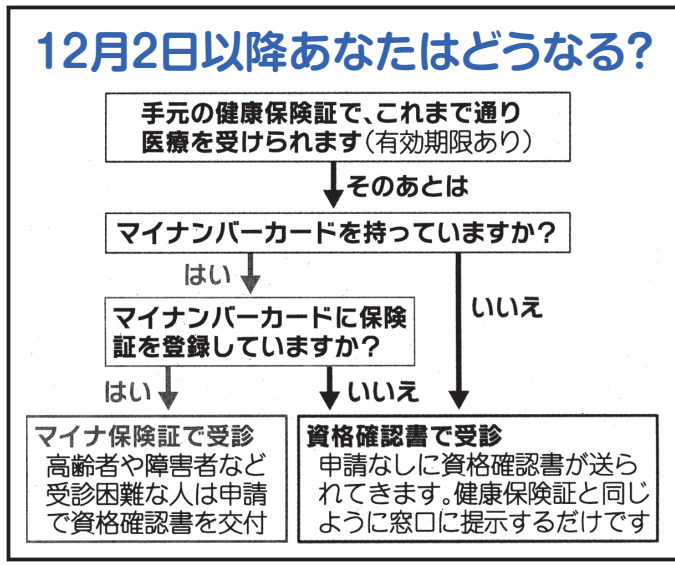 12月2日以降あなたはどうなる?
手元の健康保険証で、これまで通り
医療を受けられます(有効期限あり)
そのあとは
マイナンバーカードを持っていますか?
はい
いいえ
マイナンバーカードに保険
証を登録していますか?
はい
いいえ
マイナ保険証で受診
高齢者や障害者など
受診困難な人は申請
で資格確認書を交付
資格確認書で受診
申請なしに資格確認書が送ら
れてきます。健康保険証と同じ
ように窓口に提示するだけです